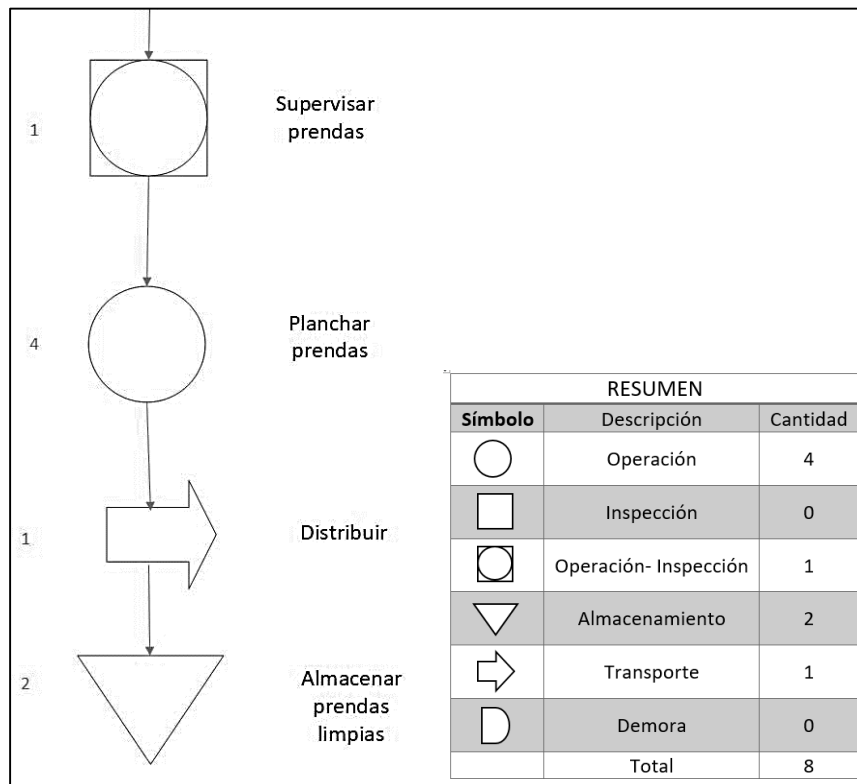 1
Supervisar
prendas
4
Planchar
prendas
1
Distribuir
2
Almacenar
prendas
limpias
RESUMEN
Símbolo Descripción Cantidad
Operación 4
Inspección 0
Operación- Inspección 1
Almacenamiento 2
Transporte 1
Demora 0
Total 8